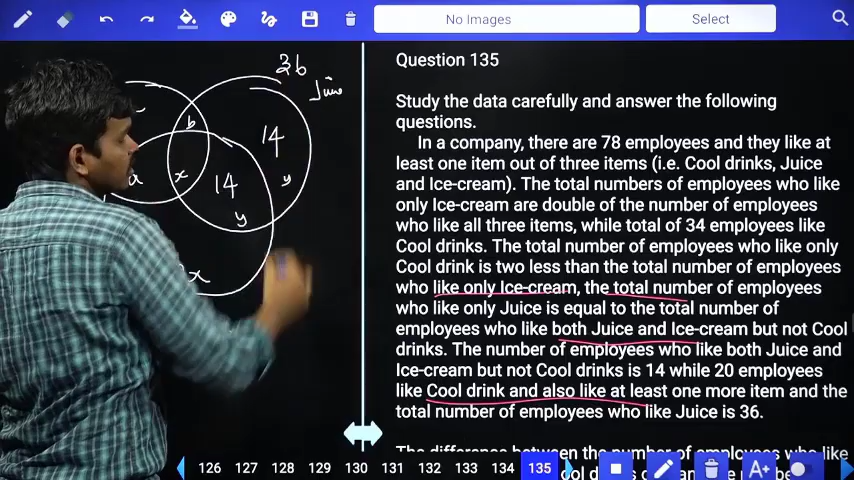 No Images
Select
36
Juice
b
14
a
x
14
y
y
x
Question 135
Study the data carefully and answer the following
questions.
In a company, there are 78 employees and they like at
least one item out of three items (i.e. Cool drinks, Juice
and Ice-cream). The total numbers of employees who like
only Ice-cream are double of the number of employees
who like all three items, while total of 34 employees like
Cool drinks. The total number of employees who like only
Cool drink is two less than the total number of employees
who like only Ice-cream, the total number of employees
who like only Juice is equal to the total number of
employees who like both Juice and Ice-cream but not Cool
drinks. The number of employees who like both Juice and
Ice-cream but not Cool drinks is 14 while 20 employees
like Cool drink and also like at least one more item and the
total number of employees who like Juice is 36.
The difference between the number of employees who like
126 127 128 129 130 131 132 133 134 135
A+